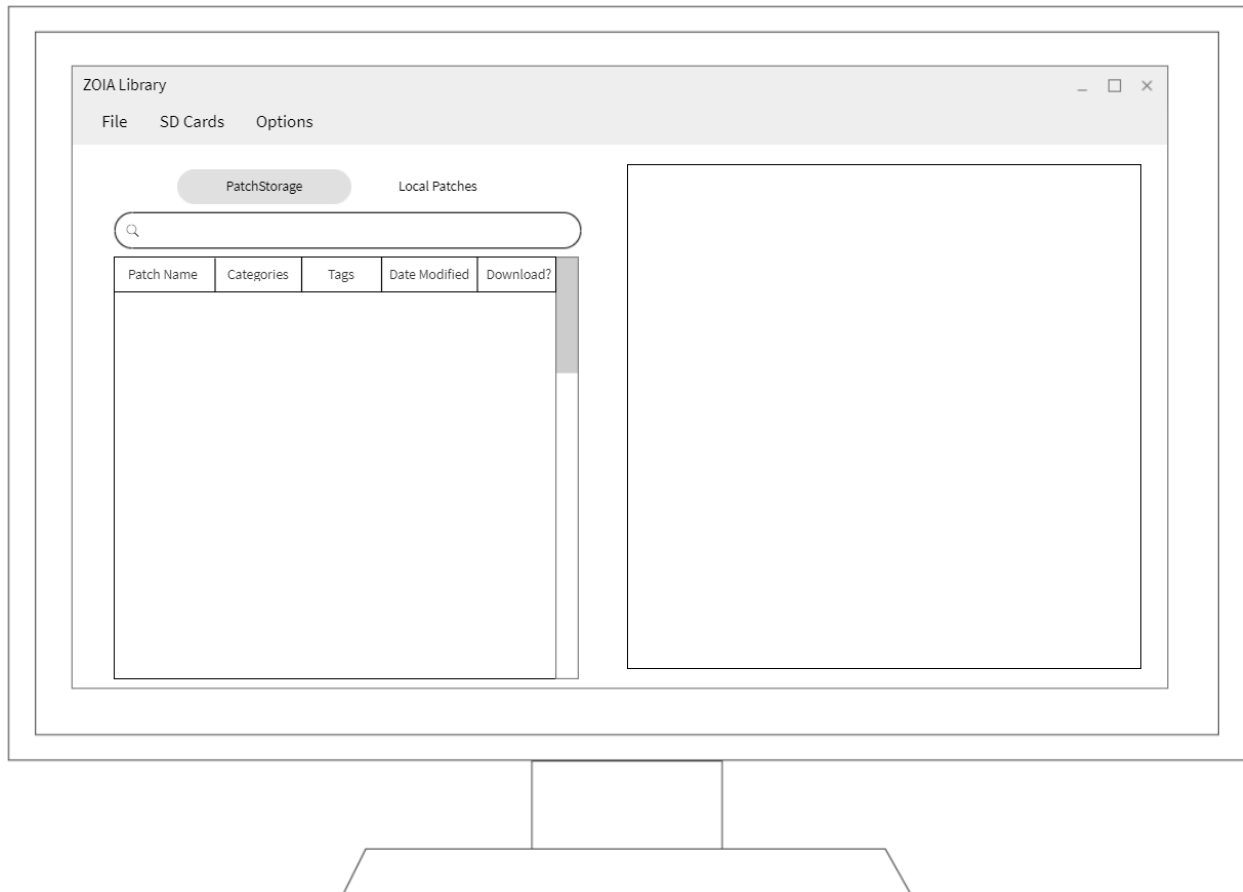 ZOIA Library
File SD Cards Options
PatchStorage Local Patches
Patch Name Categories Tags Date Modified Download?